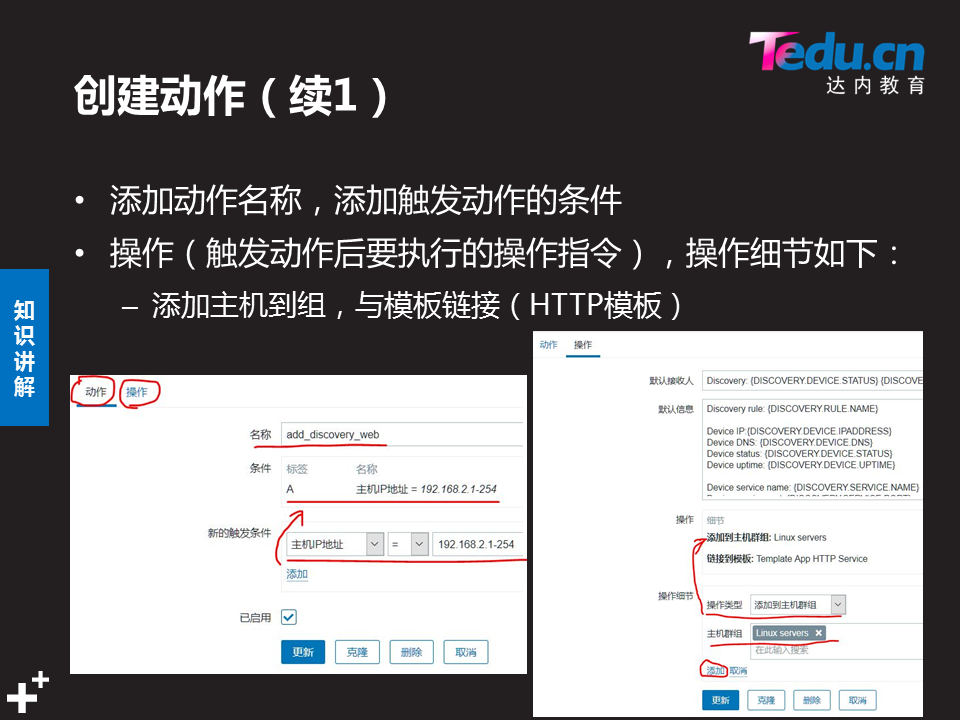 Tedu.cn
达内教育
创建动作（续1）
• 添加动作名称，添加触发动作的条件
• 操作（触发动作后要执行的操作指令），操作细节如下：
– 添加主机到组，与模板链接（HTTP模板）
知识讲解
动作 操作
名称 add_discovery_web
条件 标签 名称
A 主机IP地址 = 192.168.2.1-254
新的触发条件
主机IP地址 = 192.168.2.1-254
添加
已启用
更新 克隆 删除 取消
动作 操作
默认接收人 Discovery: {DISCOVERY.DEVICE.STATUS} {DISCOVE
默认信息 Discovery rule: {DISCOVERY.RULE.NAME}
Device IP:{DISCOVERY.DEVICE.IPADDRESS}
Device DNS: {DISCOVERY.DEVICE.DNS}
Device status: {DISCOVERY.DEVICE.STATUS}
Device uptime: {DISCOVERY.DEVICE.UPTIME}
Device service name: {DISCOVERY.SERVICE.NAME}
操作 细节
添加到主机群组: Linux servers
链接到模板: Template App HTTP Service
操作细节
操作类型 添加到主机群组
主机群组 Linux servers
在此输入搜索
添加 取消
更新 克隆 删除 取消